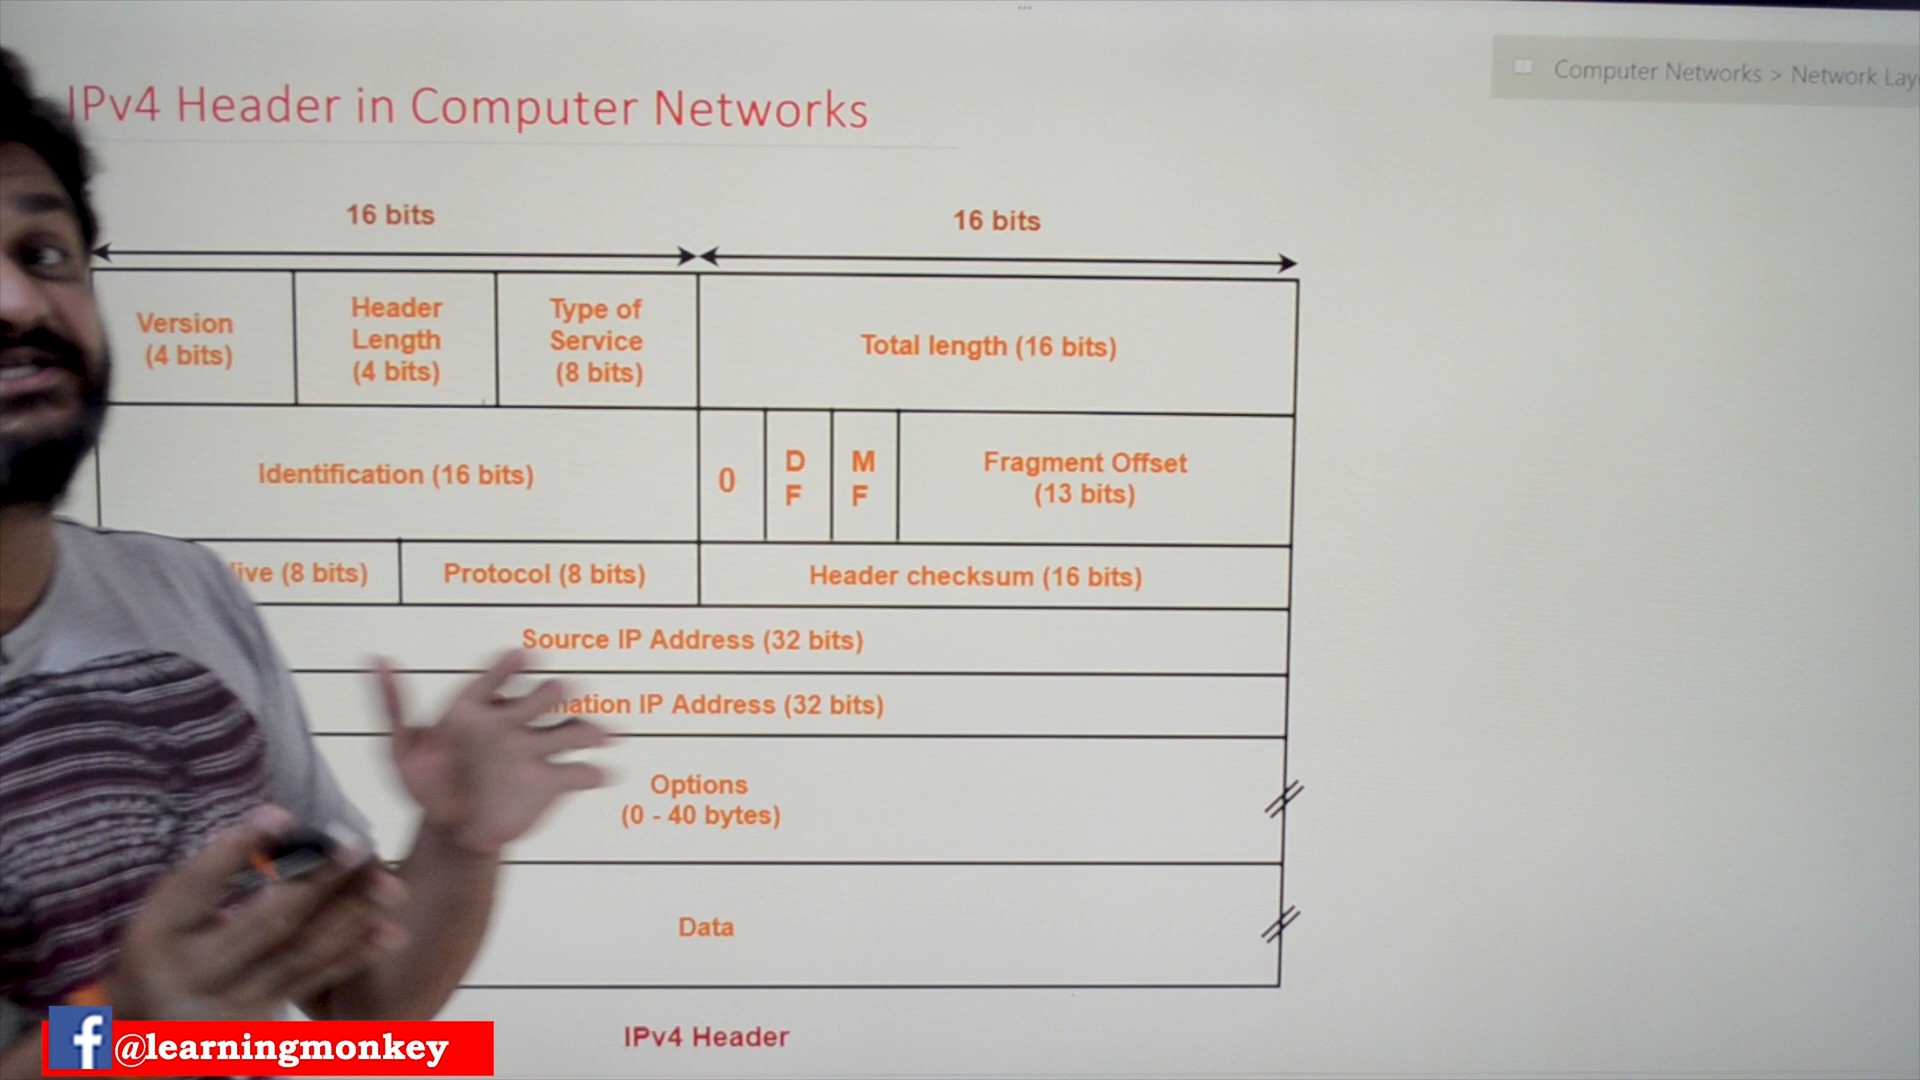 Computer Networks > Network Lay
IPv4 Header in Computer Networks
16 bits
16 bits
Version
(4 bits)
Header
Length
(4 bits)
Type of
Service
(8 bits)
Total length (16 bits)
Identification (16 bits)
0
D
F
M
F
Fragment Offset
(13 bits)
live (8 bits)
Protocol (8 bits)
Header checksum (16 bits)
Source IP Address (32 bits)
nation IP Address (32 bits)
Options
(0 - 40 bytes)
Data
IPv4 Header
f @learningmonkey